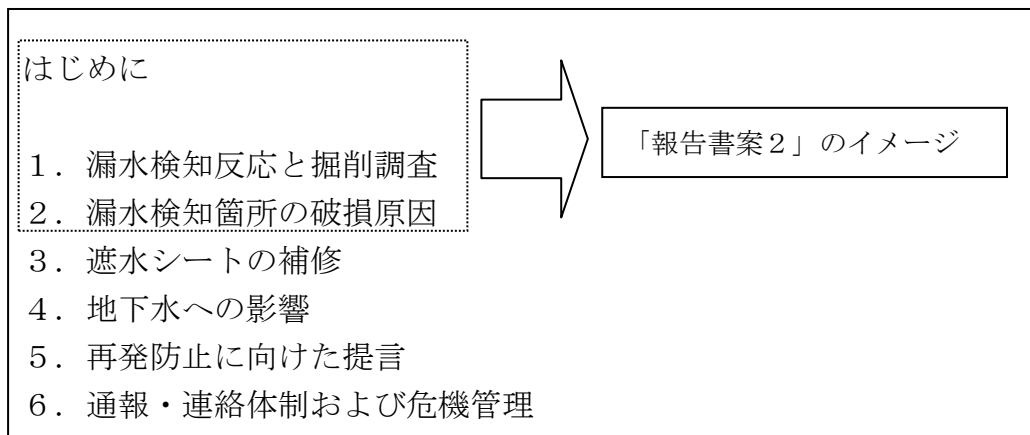 はじめに
１．漏水検知反応と掘削調査
２．漏水検知箇所の破損原因
３．遮水シートの補修
４．地下水への影響
５．再発防止に向けた提言
６．通報・連絡体制および危機管理
「報告書案２」のイメージ